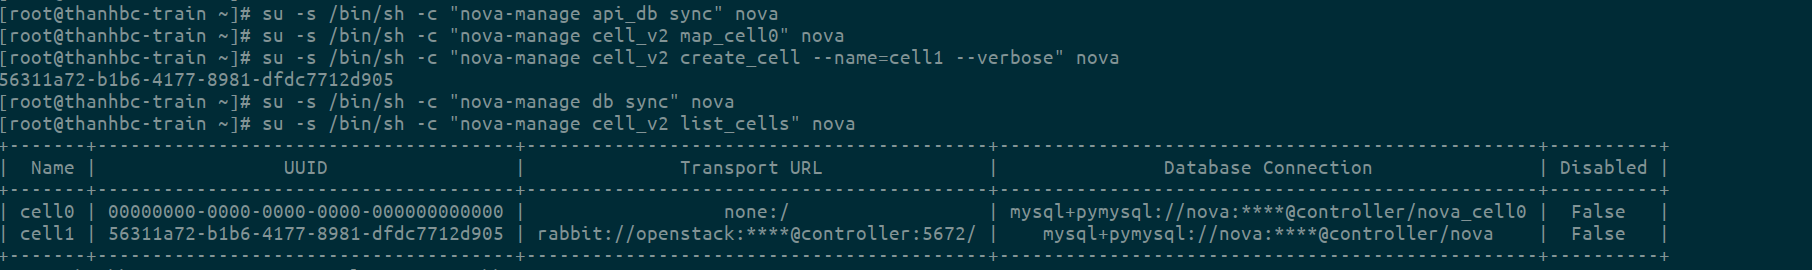 [root@thanhbc-train ~]# su -s /bin/sh -c "nova-manage api_db sync" nova
[root@thanhbc-train ~]# su -s /bin/sh -c "nova-manage cell_v2 map_cell0" nova
[root@thanhbc-train ~]# su -s /bin/sh -c "nova-manage cell_v2 create_cell --name=cell1 --verbose" nova
56311a72-b1b6-4177-8981-dfdc7712d905
[root@thanhbc-train ~]# su -s /bin/sh -c "nova-manage db sync" nova
[root@thanhbc-train ~]# su -s /bin/sh -c "nova-manage cell_v2 list_cells" nova
+-------+--------------------------------------+------------------------------------------+-------------------------------------------------+----------+
| Name | UUID | Transport URL | Database Connection | Disabled |
+-------+--------------------------------------+------------------------------------------+-------------------------------------------------+----------+
| cell0 | 00000000-0000-0000-0000-000000000000 | none:/ | mysql+pymysql://nova:****@controller/nova_cell0 | False |
| cell1 | 56311a72-b1b6-4177-8981-dfdc7712d905 | rabbit://openstack:****@controller:5672/ | mysql+pymysql://nova:****@controller/nova | False |
+-------+--------------------------------------+------------------------------------------+-------------------------------------------------+----------+